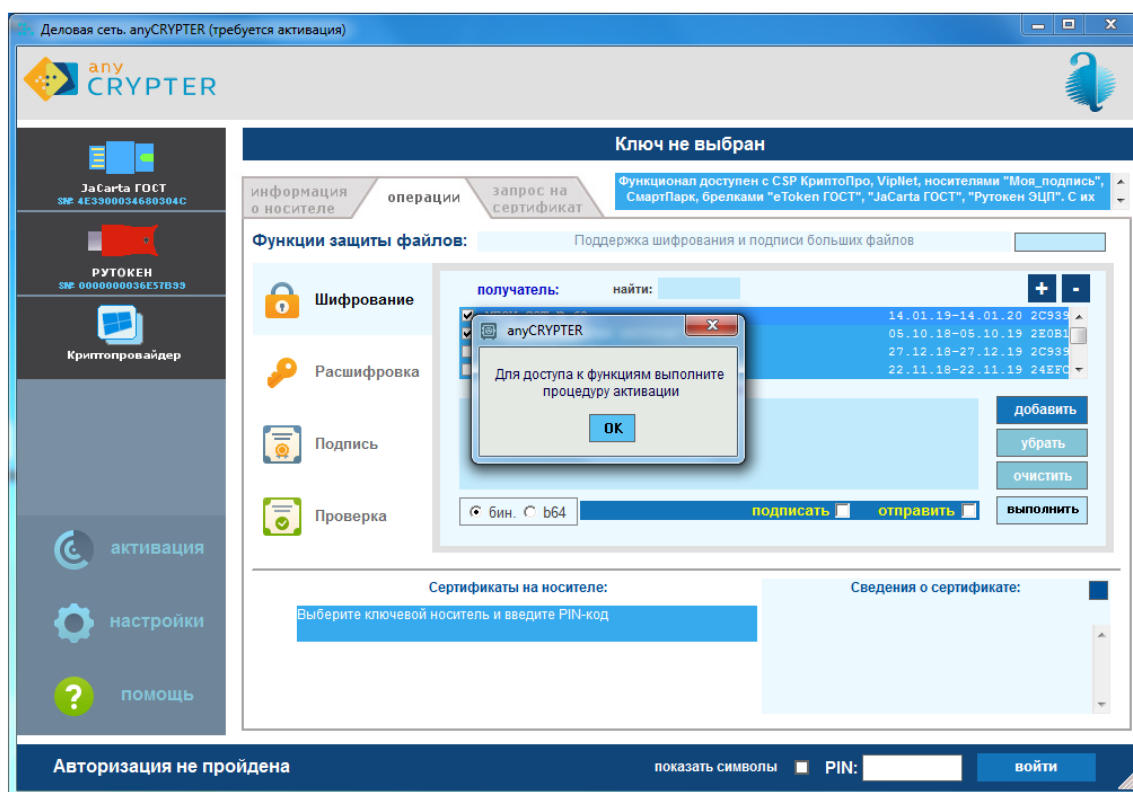 Деловая сеть. anyCRYPTER (требуется активация)
any
CRYPTER
JaCarta ГОСТ
SN#: 4E3900034680304C
РУТОКЕН
SN#: 0000000036E57B99
Криптопровайдер
активация
настройки
помощь
Ключ не выбран
информация
о носителе
операции
запрос на
сертификат
Функционал доступен с CSP КриптоПро, VipNet, носителями "Моя_подпись",
СмартПарк, брелками "eToken ГОСТ", "JaCarta ГОСТ", "Рутокен ЭЦП". С их
Функции защиты файлов:
Поддержка шифрования и подписи больших файлов
Шифрование
Расшифровка
Подпись
Проверка
получатель:
найти:
+ -
14.01.19-14.01.20 2C939
05.10.18-05.10.19 2E0B1
27.12.18-27.12.19 2C939
22.11.18-22.11.19 24EFC
anyCRYPTER
Для доступа к функциям выполните
процедуру активации
OK
добавить
убрать
очистить
бин. b64
подписать
отправить
выполнить
Сертификаты на носителе:
Выберите ключевой носитель и введите PIN-код
Сведения о сертификате:
Авторизация не пройдена
показать символы
PIN:
войти